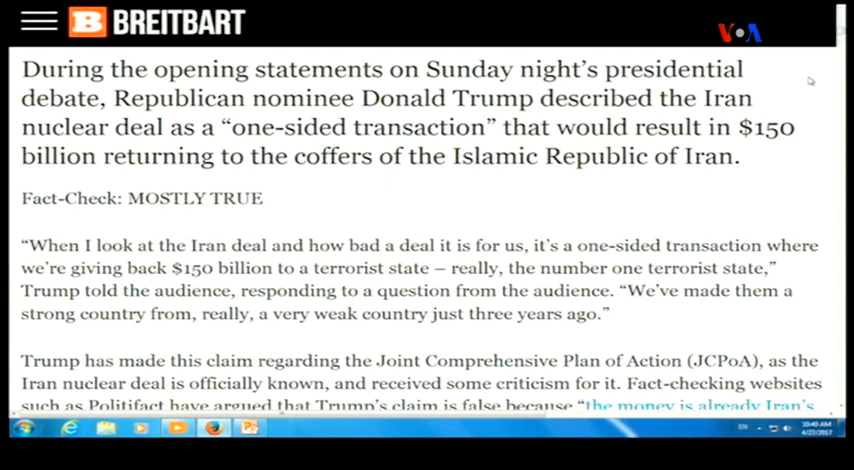 BREITBART
VOA
During the opening statements on Sunday night's presidential
debate, Republican nominee Donald Trump described the Iran
nuclear deal as a “one-sided transaction” that would result in $150
billion returning to the coffers of the Islamic Republic of Iran.
Fact-Check: MOSTLY TRUE
“When I look at the Iran deal and how bad a deal it is for us, it's a one-sided transaction where
we're giving back $150 billion to a terrorist state – really, the number one terrorist state,”
Trump told the audience, responding to a question from the audience. “We've made them a
strong country from, really, a very weak country just three years ago.”
Trump has made this claim regarding the Joint Comprehensive Plan of Action (JCPoA), as the
Iran nuclear deal is officially known, and received some criticism for it. Fact-checking websites
such as Politifact have argued that Trump's claim is false because “the money is already Iran's
EN
10:40 AM
4/27/2017